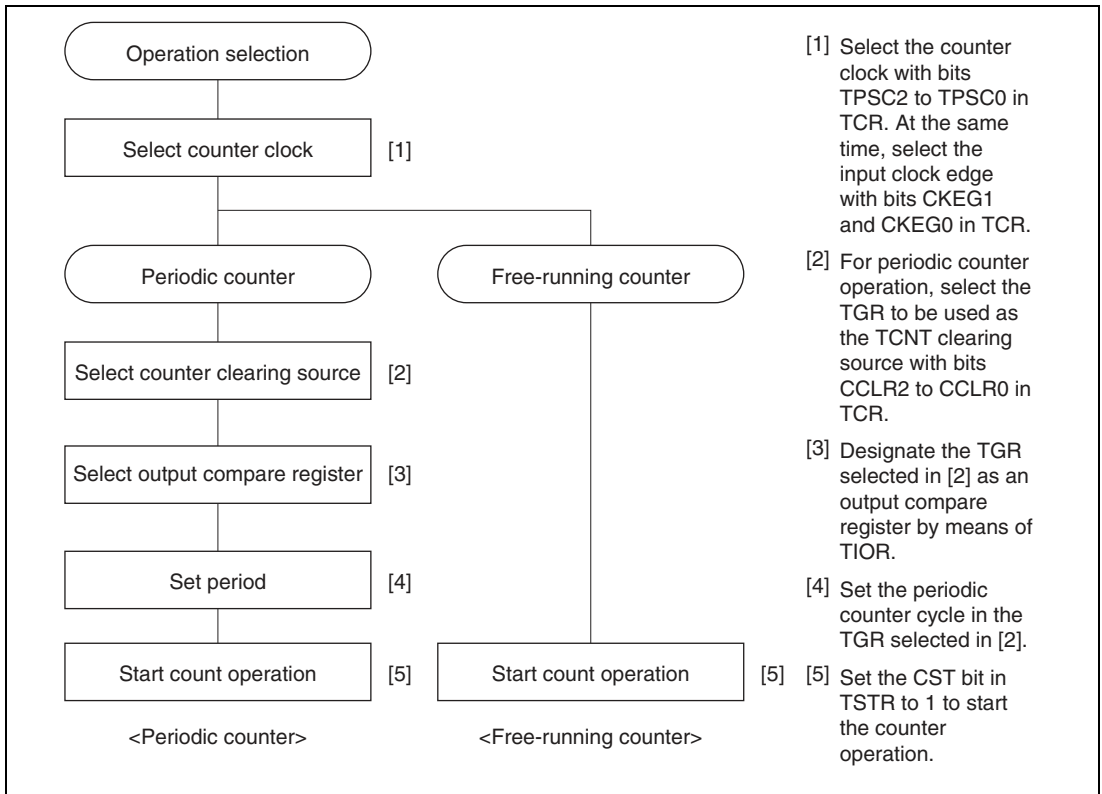 Operation selection
Select counter clock
[1]
Periodic counter
Free-running counter
Select counter clearing source
[2]
Select output compare register
[3]
Set period
[4]
Start count operation
[5]
Start count operation
[5]
<Periodic counter>
<Free-running counter>
[1] Select the counter
clock with bits
TPSC2 to TPSC0 in
TCR. At the same
time, select the
input clock edge
with bits CKEG1
and CKEG0 in TCR.
[2] For periodic counter
operation, select the
TGR to be used as
the TCNT clearing
source with bits
CCLR2 to CCLR0 in
TCR.
[3] Designate the TGR
selected in [2] as an
output compare
register by means of
TIOR.
[4] Set the periodic
counter cycle in the
TGR selected in [2].
[5] Set the CST bit in
TSTR to 1 to start
the counter
operation.